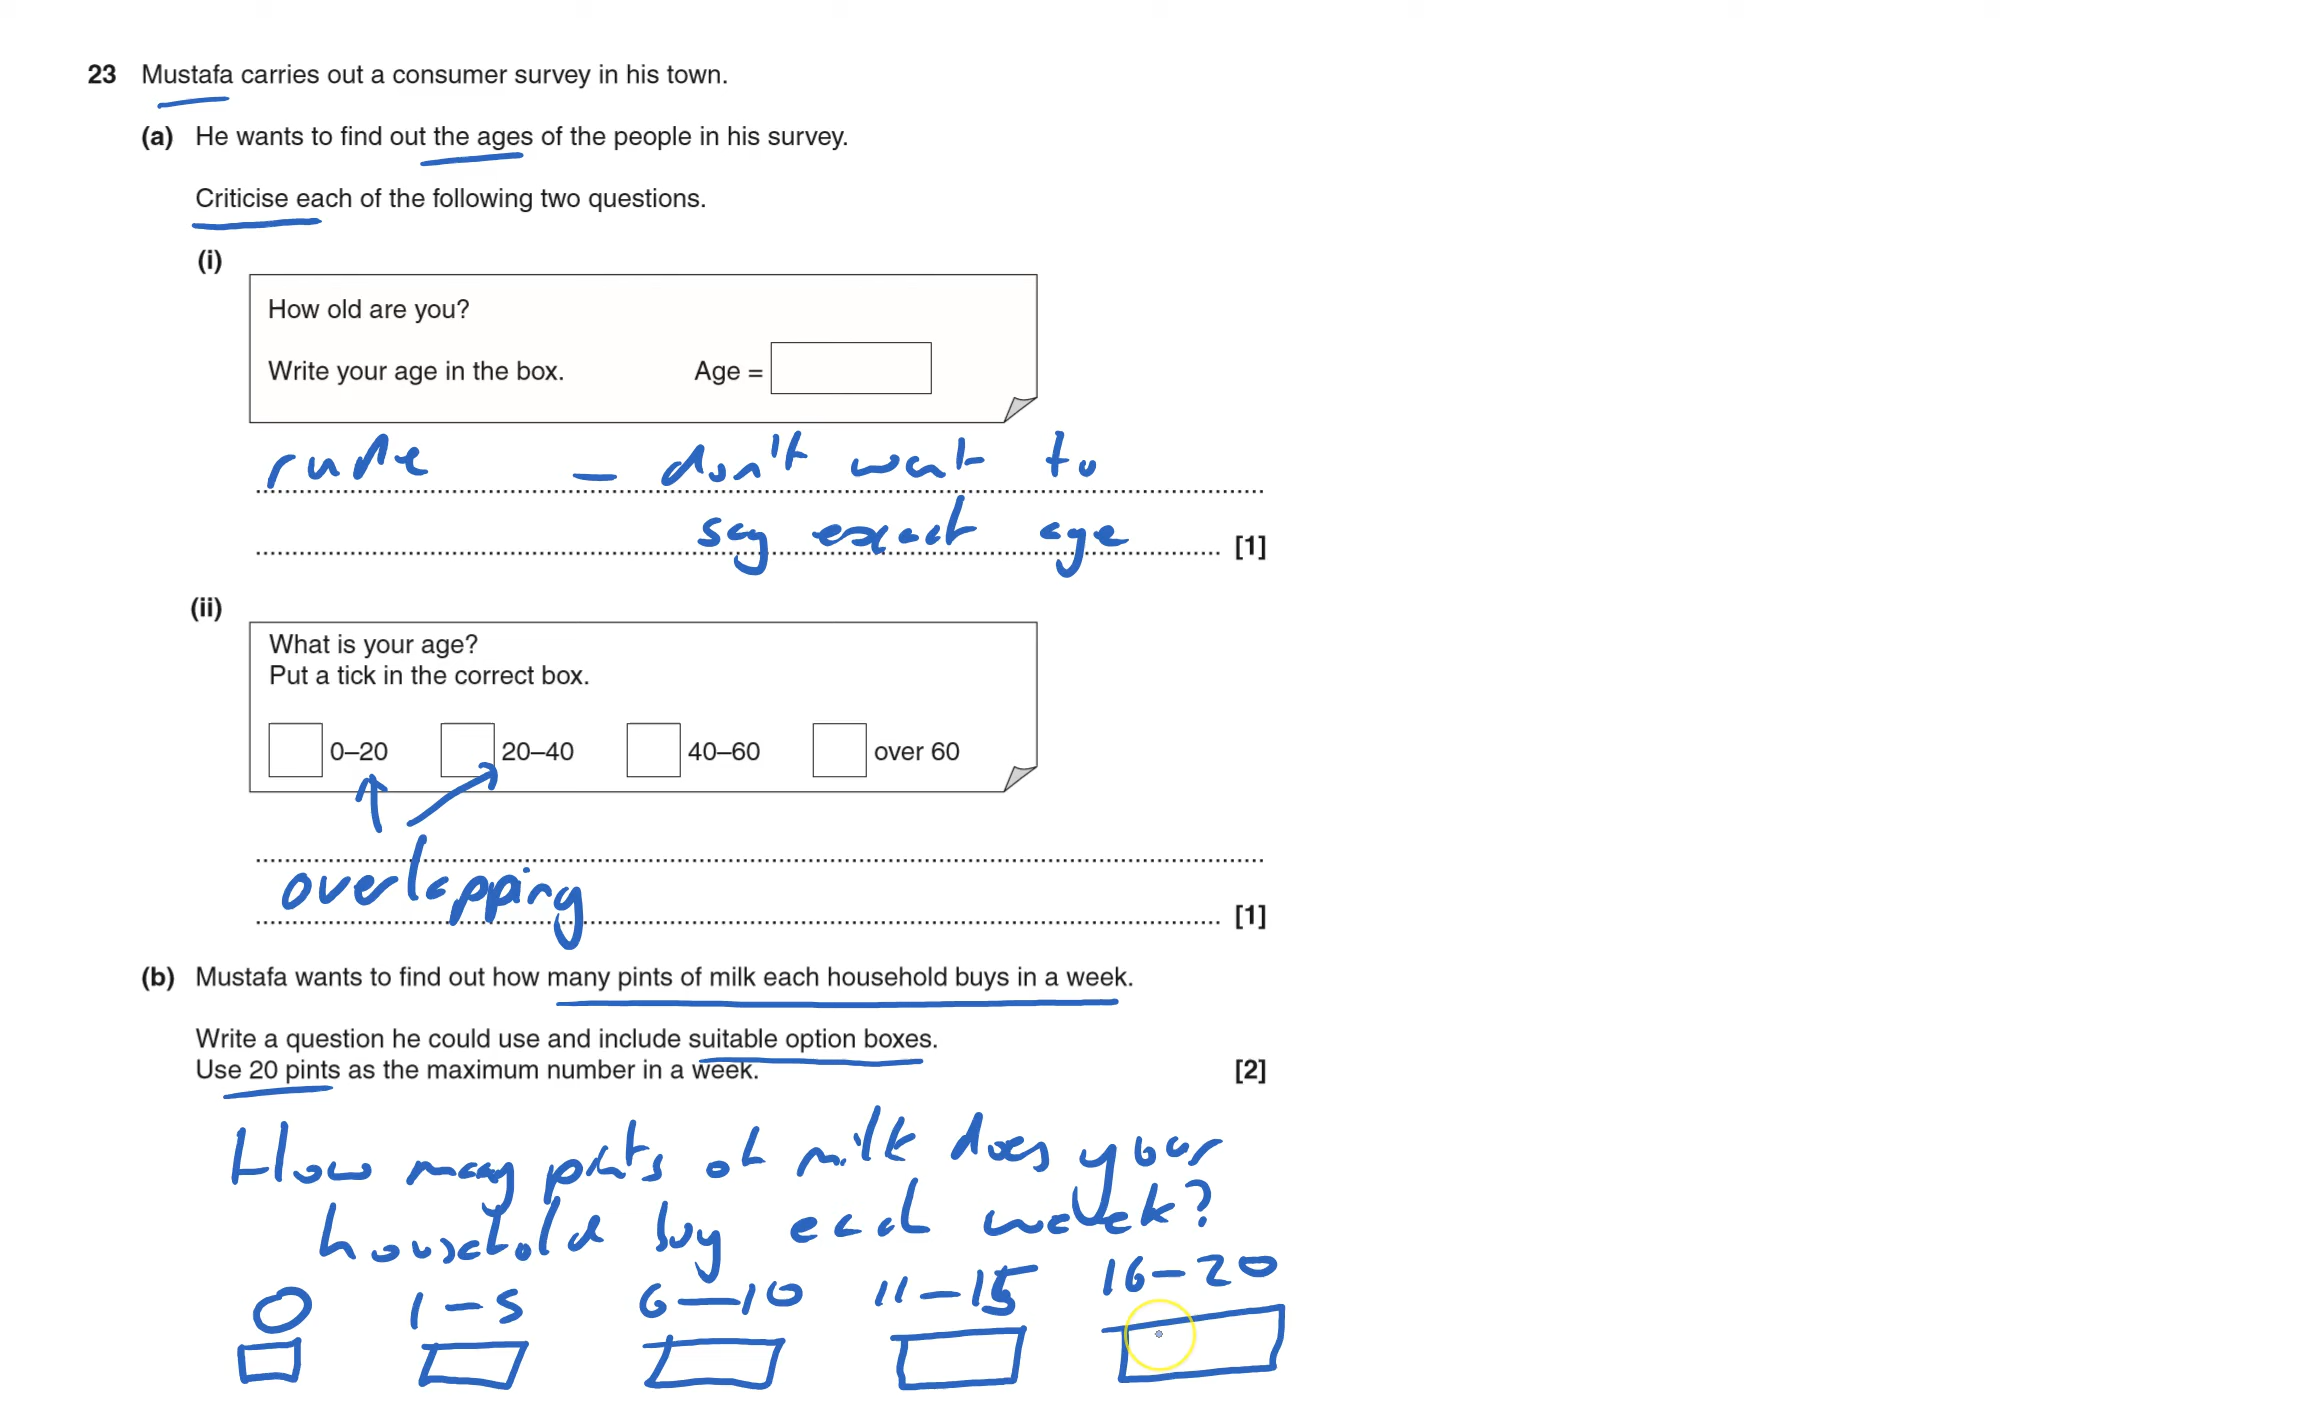 23 Mustafa carries out a consumer survey in his town.
(a) He wants to find out the ages of the people in his survey.
Criticise each of the following two questions.
(i)
How old are you?
Write your age in the box. Age =
rude – don't want to
say exact age [1]
(ii)
What is your age?
Put a tick in the correct box.
0–20 20–40 40–60 over 60
overlapping [1]
(b) Mustafa wants to find out how many pints of milk each household buys in a week.
Write a question he could use and include suitable option boxes.
Use 20 pints as the maximum number in a week. [2]
How many pints of milk does your
household buy each week?
0 1–5 6–10 11–15 16–20